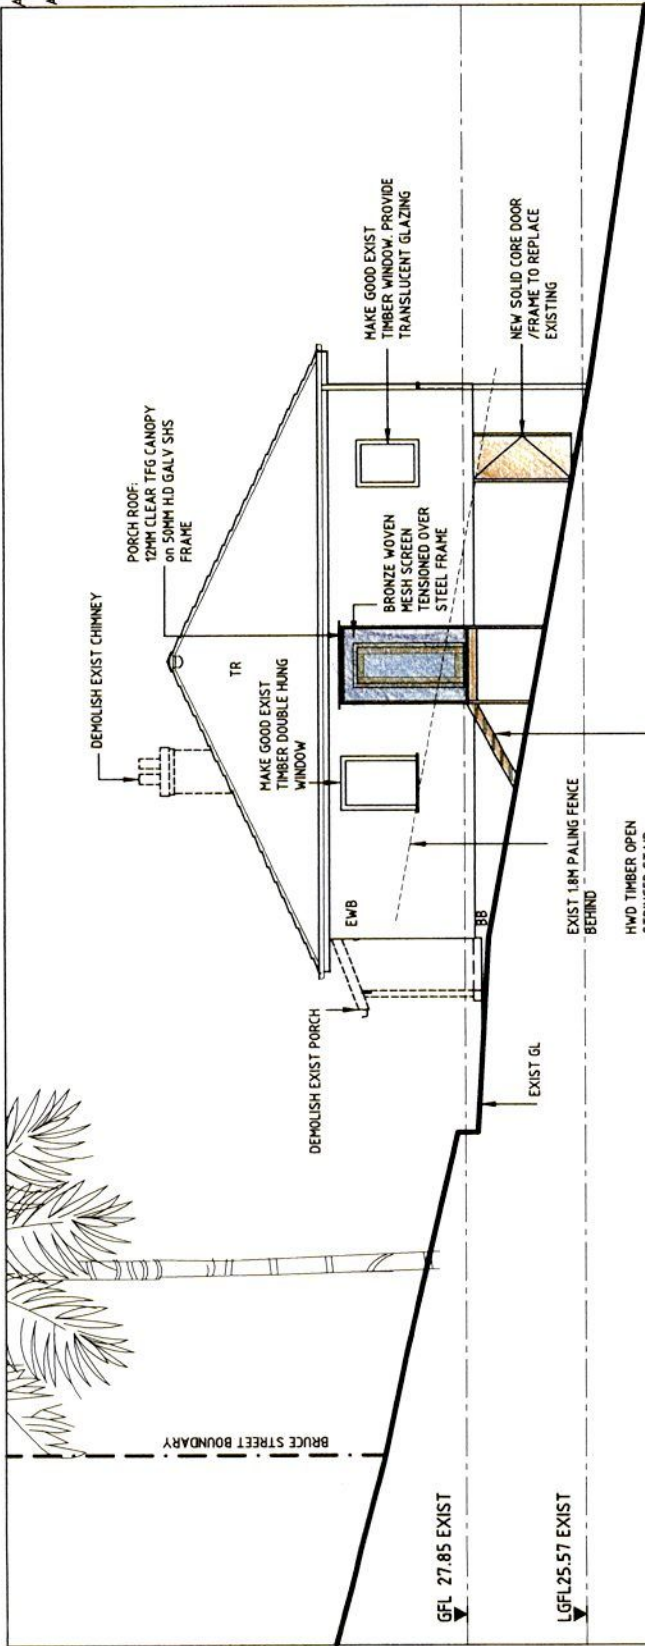 DEMOLISH EXIST CHIMNEY
PORCH ROOF:
12MM CLEAR TFG CANOPY
on 50MM H.D GALV SHS
FRAME
TR
MAKE GOOD EXIST
TIMBER DOUBLE HUNG
WINDOW
MAKE GOOD EXIST
TIMBER WINDOW. PROVIDE
TRANSLUCENT GLAZING
EWB
BRONZE WOVEN
MESH SCREEN
TENSIONED OVER
STEEL FRAME
DEMOLISH EXIST PORCH
BB
NEW SOLID CORE DOOR
/FRAME TO REPLACE
EXISTING
EXIST GL
EXIST 1.8M PALING FENCE
BEHIND
HWD TIMBER OPEN
BRUCE STREET BOUNDARY
GFL 27.85 EXIST
LGFL25.57 EXIST